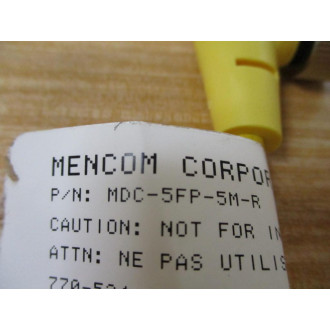 MENCOM CORPOR
P/N: MDC-5FP-5M-R
CAUTION: NOT FOR IN
ATTN: NE PAS UTILIS